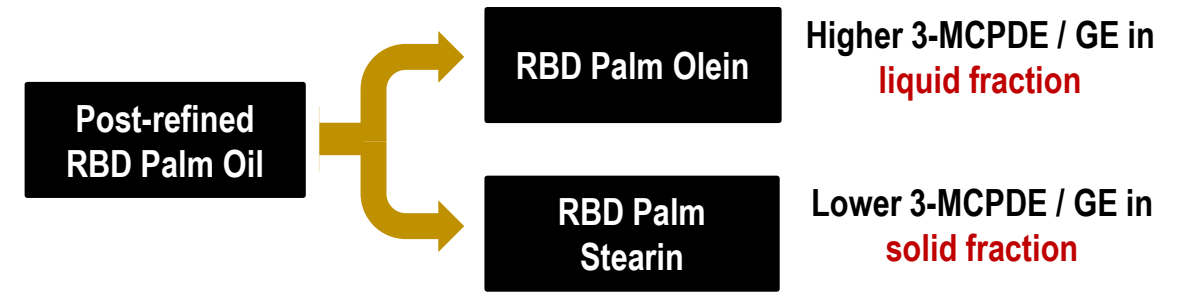 Post-refined
RBD Palm Oil
RBD Palm Olein
Higher 3-MCPDE / GE in
liquid fraction
RBD Palm
Stearin
Lower 3-MCPDE / GE in
solid fraction